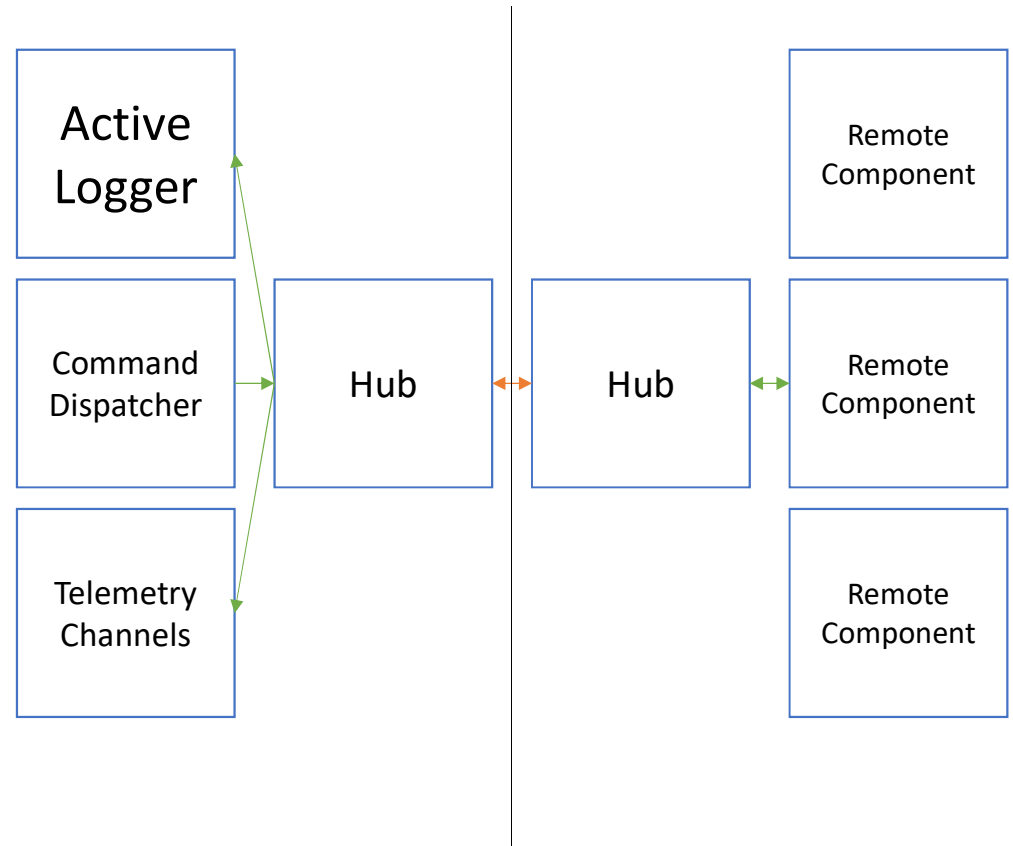 Active
Logger
Command
Dispatcher
Telemetry
Channels
Hub
Hub
Remote
Component
Remote
Component
Remote
Component